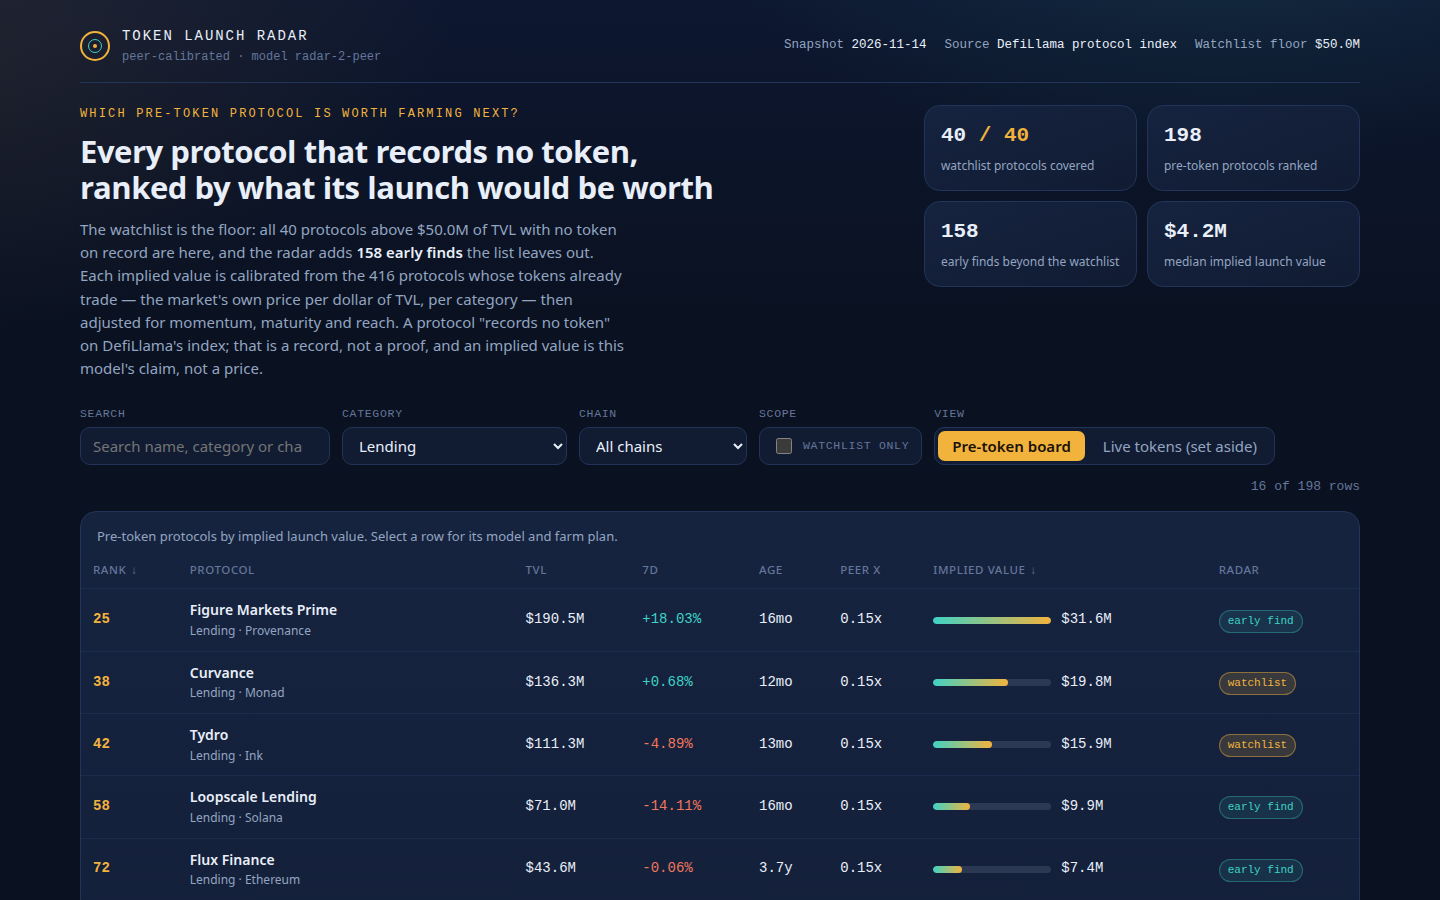 TOKEN LAUNCH RADAR
peer-calibrated · model radar-2-peer
Snapshot 2026-11-14 Source DefiLlama protocol index Watchlist floor $50.0M
WHICH PRE-TOKEN PROTOCOL IS WORTH FARMING NEXT?
Every protocol that records no token,
ranked by what its launch would be worth
The watchlist is the floor: all 40 protocols above $50.0M of TVL with no token
on record are here, and the radar adds 158 early finds the list leaves out.
Each implied value is calibrated from the 416 protocols whose tokens already
trade — the market's own price per dollar of TVL, per category — then
adjusted for momentum, maturity and reach. A protocol "records no token"
on DefiLlama's index; that is a record, not a proof, and an implied value is this
model's claim, not a price.
40 / 40
watchlist protocols covered
198
pre-token protocols ranked
158
early finds beyond the watchlist
$4.2M
median implied launch value
SEARCH CATEGORY CHAIN SCOPE VIEW
Search name, category or cha Lending All chains WATCHLIST ONLY Pre-token board Live tokens (set aside)
16 of 198 rows
Pre-token protocols by implied launch value. Select a row for its model and farm plan.
RANK ↓ PROTOCOL TVL 7D AGE PEER X IMPLIED VALUE ↓ RADAR
25 Figure Markets Prime $190.5M +18.03% 16mo 0.15x $31.6M early find
Lending · Provenance
38 Curvance $136.3M +0.68% 12mo 0.15x $19.8M watchlist
Lending · Monad
42 Tydro $111.3M -4.89% 13mo 0.15x $15.9M watchlist
Lending · Ink
58 Loopscale Lending $71.0M -14.11% 16mo 0.15x $9.9M early find
Lending · Solana
72 Flux Finance $43.6M -0.06% 3.7y 0.15x $7.4M early find
Lending · Ethereum